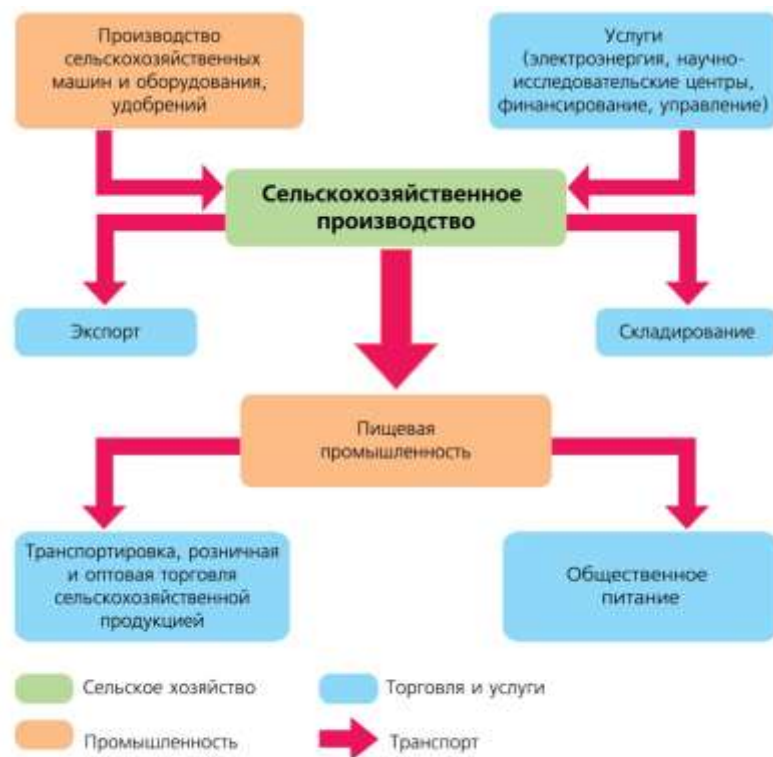 Производство
сельскохозяйственных
машин и оборудования,
удобрений
Услуги
(электроэнергия, научно-
исследовательские центры,
финансирование, управление)
Сельскохозяйственное
производство
Экспорт
Складирование
Пищевая
промышленность
Транспортировка, розничная
и оптовая торговля
сельскохозяйственной
продукцией
Общественное
питание
Сельское хозяйство
Торговля и услуги
Промышленность
Транспорт